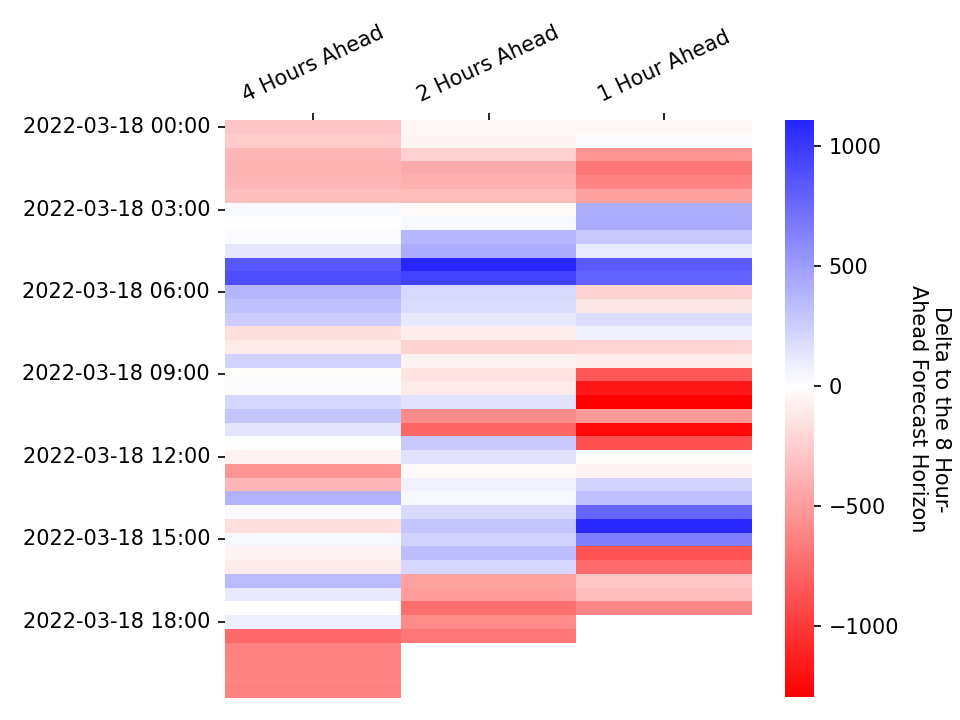 4 Hours Ahead
2 Hours Ahead
1 Hour Ahead
2022-03-18 00:00
2022-03-18 03:00
2022-03-18 06:00
2022-03-18 09:00
2022-03-18 12:00
2022-03-18 15:00
2022-03-18 18:00
1000
500
0
−500
−1000
Delta to the 8 Hour-
Ahead Forecast Horizon